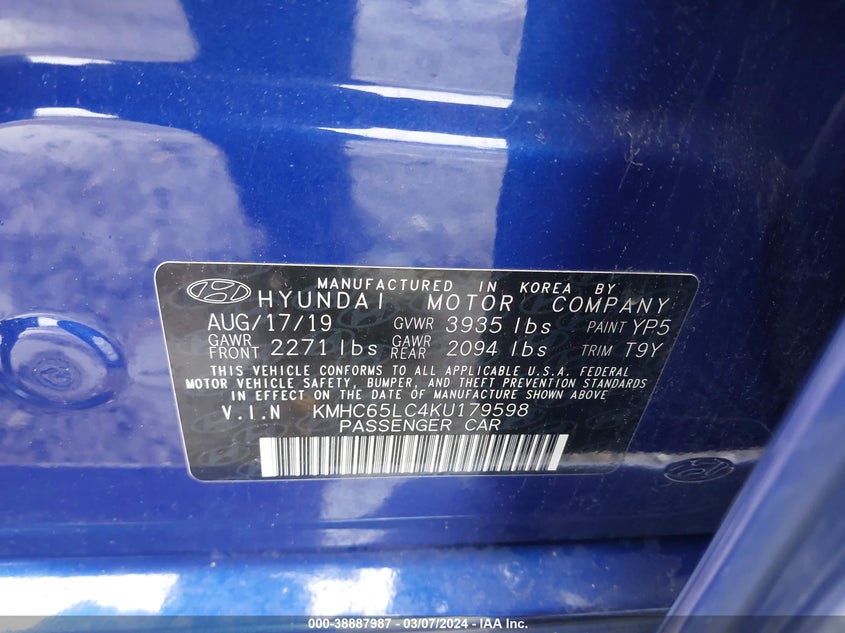 MANUFACTURED IN KOREA BY
HYUNDAI MOTOR COMPANY
AUG/17/19 GVWR 3935 lbs PAINT YP5
GAWR FRONT 2271 lbs GAWR REAR 2094 lbs TRIM T9Y
THIS VEHICLE CONFORMS TO ALL APPLICABLE U.S.A. FEDERAL
MOTOR VEHICLE SAFETY, BUMPER, AND THEFT PREVENTION STANDARDS
IN EFFECT ON THE DATE OF MANUFACTURE SHOWN ABOVE
V.I.N KMHC65LC4KU179598
PASSENGER CAR
000-38887987 - 03/07/2024 - IAA Inc.